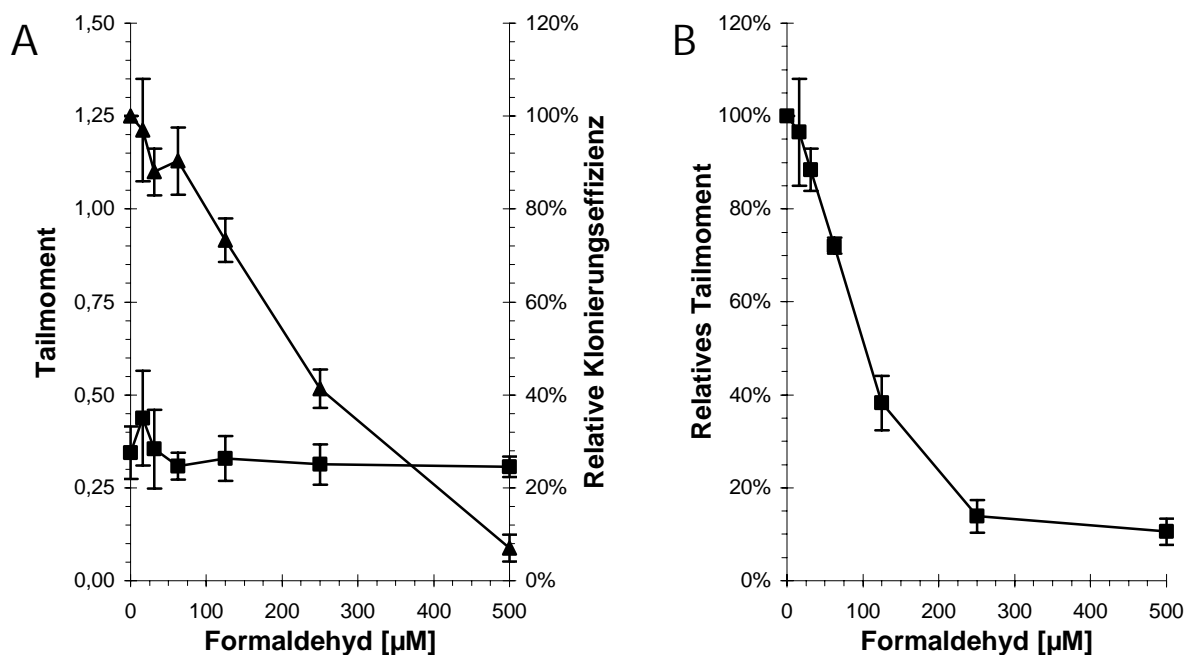 A
1,50
1,25
1,00
0,75
0,50
0,25
0,00
Tailmoment
120%
100%
80%
60%
40%
20%
0%
Relative Klonierungseffizienz
0 100 200 300 400 500
Formaldehyd [µM]
B
120%
100%
80%
60%
40%
20%
0%
Relatives Tailmoment
0 100 200 300 400 500
Formaldehyd [µM]